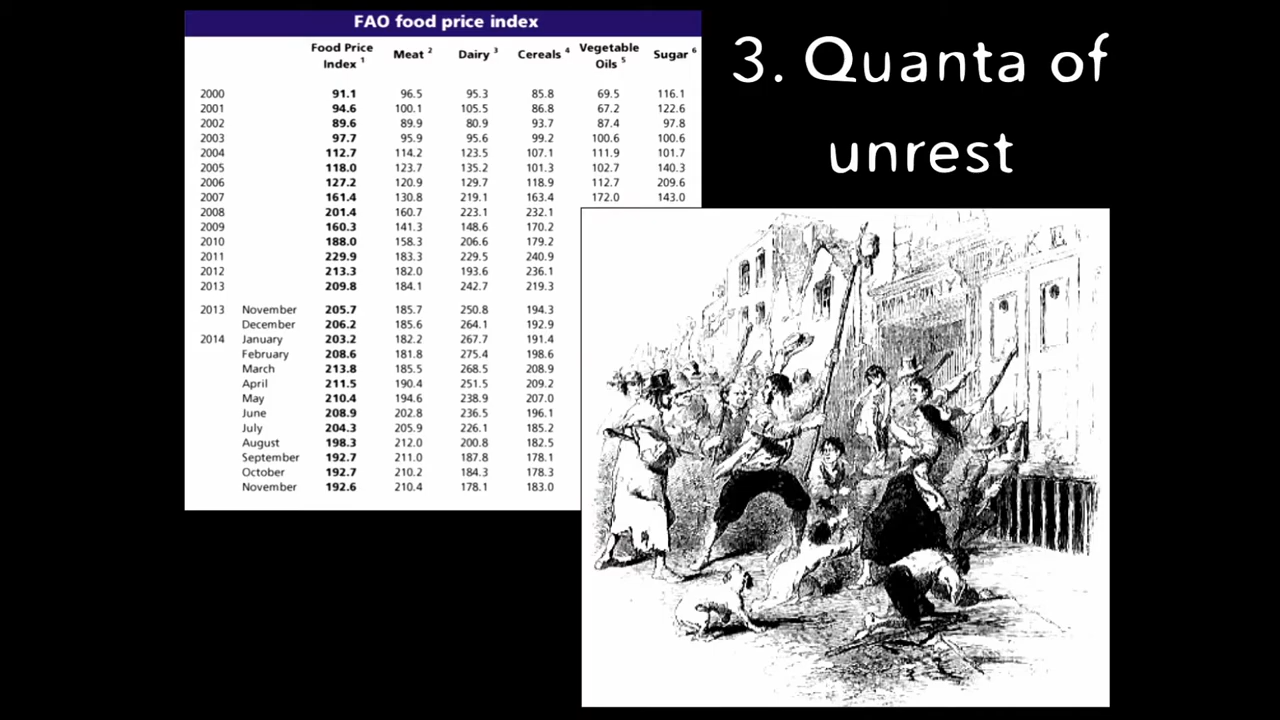 FAO food price index
3. Quanta of
unrest
Food Price Index 1 Meat 2 Dairy 3 Cereals 4 Vegetable Oils 5 Sugar 6
2000 91.1 96.5 95.3 85.8 69.5 116.1
2001 94.6 100.1 105.5 86.8 67.2 122.6
2002 89.6 89.9 80.9 93.7 87.4 97.8
2003 97.7 95.9 95.6 99.2 100.6 100.6
2004 112.7 114.2 123.5 107.1 111.9 101.7
2005 118.0 123.7 135.2 101.3 102.7 140.3
2006 127.2 120.9 129.7 118.9 112.7 209.6
2007 161.4 130.8 219.1 163.4 172.0 143.0
2008 201.4 160.7 223.1 232.1
2009 160.3 141.3 148.6 170.2
2010 188.0 158.3 206.6 179.2
2011 229.9 183.3 229.5 240.9
2012 213.3 182.0 193.6 236.1
2013 209.8 184.1 242.7 219.3
2013 November 205.7 185.7 250.8 194.3
December 206.2 185.6 264.1 192.9
2014 January 203.2 182.2 267.7 191.4
February 208.6 181.8 275.4 198.6
March 213.8 185.5 268.5 208.9
April 211.5 190.4 251.5 209.2
May 210.4 194.6 238.9 207.0
June 208.9 202.8 236.5 196.1
July 204.3 205.9 226.1 185.2
August 198.3 212.0 200.8 182.5
September 192.7 211.0 187.8 178.1
October 192.7 210.2 184.3 178.3
November 192.6 210.4 178.1 183.0